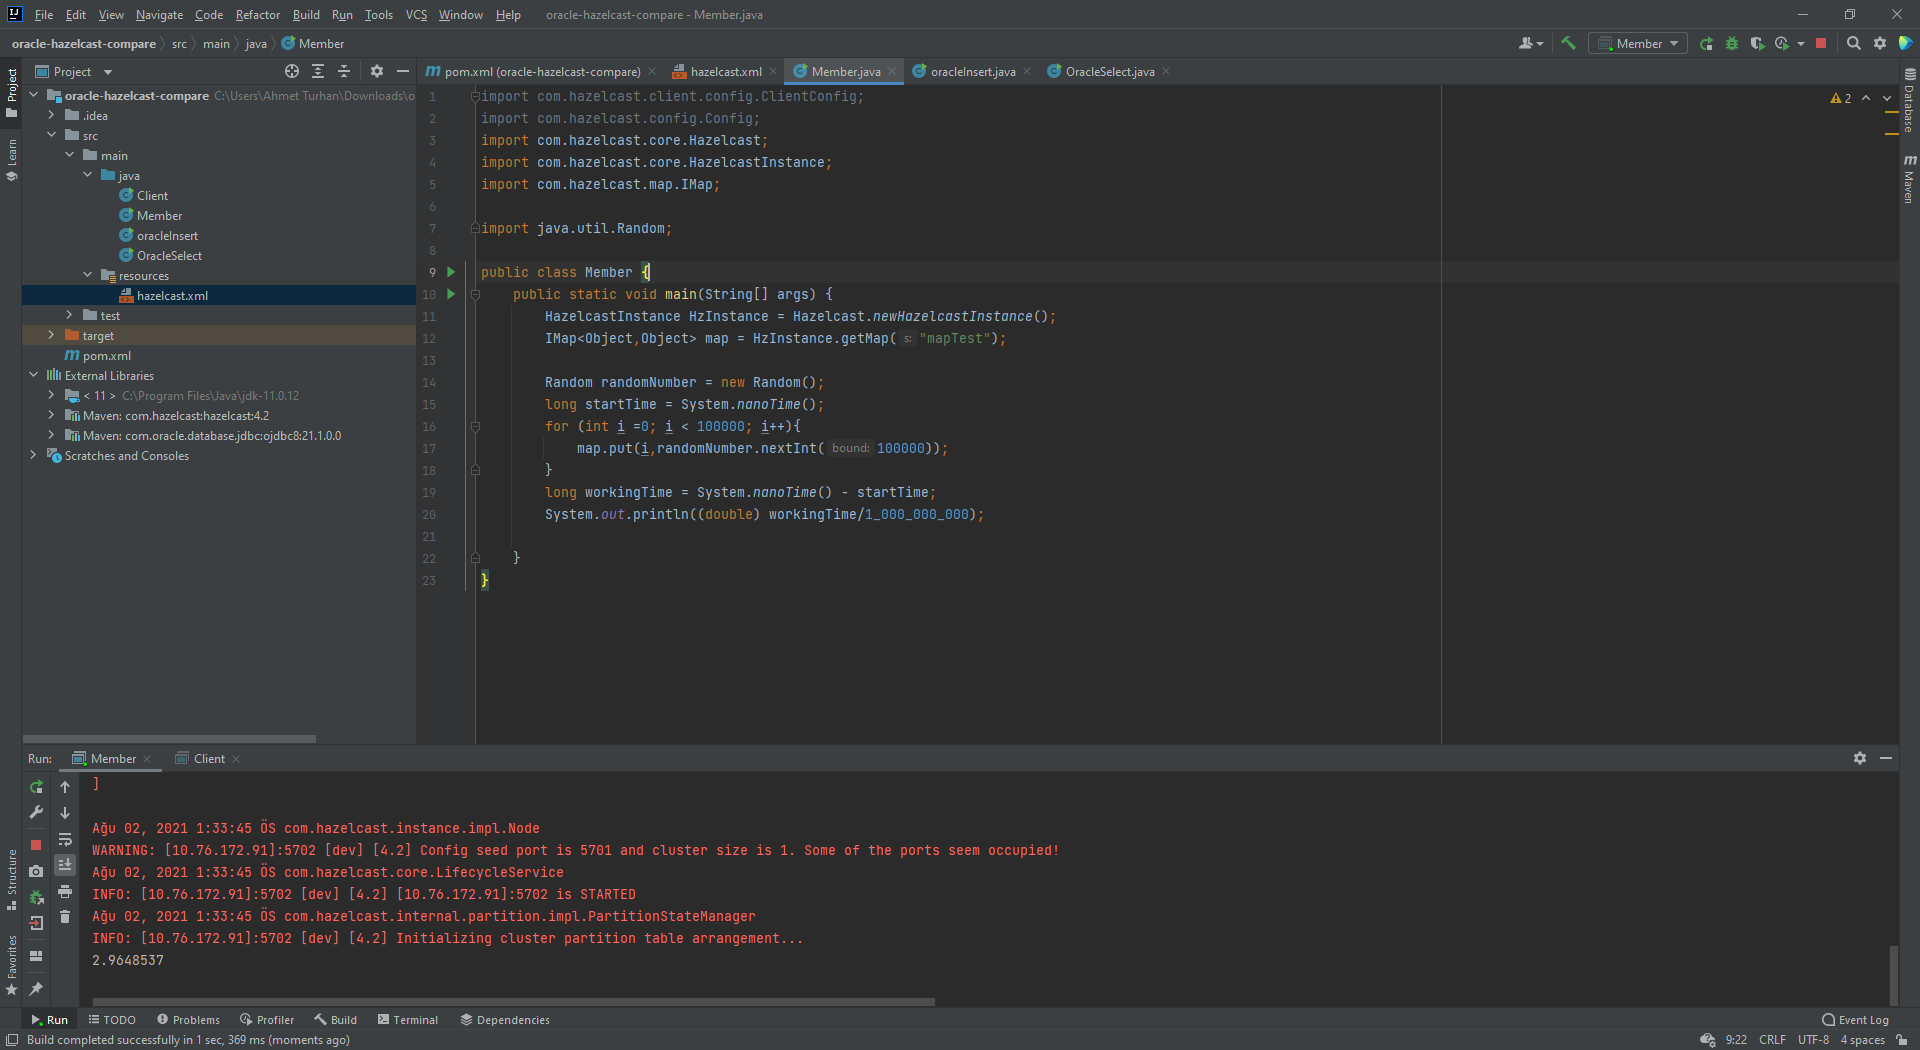 File Edit View Navigate Code Refactor Build Run Tools VCS Window Help oracle-hazelcast-compare - Member.java
oracle-hazelcast-compare src main java Member
Member
Project
pom.xml (oracle-hazelcast-compare) hazelcast.xml Member.java oracleInsert.java OracleSelect.java
Project
Learn
Structure
Favorites
oracle-hazelcast-compare C:\Users\Ahmet Turhan\Downloads\o
.idea
src
main
java
Client
Member
oracleInsert
OracleSelect
resources
hazelcast.xml
test
target
pom.xml
External Libraries
< 11 > C:\Program Files\Java\jdk-11.0.12
Maven: com.hazelcast:hazelcast:4.2
Maven: com.oracle.database.jdbc:ojdbc8:21.1.0.0
Scratches and Consoles
1 import com.hazelcast.client.config.ClientConfig;
2 import com.hazelcast.config.Config;
3 import com.hazelcast.core.Hazelcast;
4 import com.hazelcast.core.HazelcastInstance;
5 import com.hazelcast.map.IMap;
6
7 import java.util.Random;
8
9 public class Member {
10 public static void main(String[] args) {
11 HazelcastInstance HzInstance = Hazelcast.newHazelcastInstance();
12 IMap<Object,Object> map = HzInstance.getMap( s: "mapTest");
13
14 Random randomNumber = new Random();
15 long startTime = System.nanoTime();
16 for (int i =0; i < 100000; i++){
17 map.put(i,randomNumber.nextInt( bound: 100000));
18 }
19 long workingTime = System.nanoTime() - startTime;
20 System.out.println((double) workingTime/1_000_000_000);
21
22 }
23 }
2
Database
Maven
Run: Member Client
]
Ağu 02, 2021 1:33:45 ÖS com.hazelcast.instance.impl.Node
WARNING: [10.76.172.91]:5702 [dev] [4.2] Config seed port is 5701 and cluster size is 1. Some of the ports seem occupied!
Ağu 02, 2021 1:33:45 ÖS com.hazelcast.core.LifecycleService
INFO: [10.76.172.91]:5702 [dev] [4.2] [10.76.172.91]:5702 is STARTED
Ağu 02, 2021 1:33:45 ÖS com.hazelcast.internal.partition.impl.PartitionStateManager
INFO: [10.76.172.91]:5702 [dev] [4.2] Initializing cluster partition table arrangement...
2.9648537
Run TODO Problems Profiler Build Terminal Dependencies Event Log
Build completed successfully in 1 sec, 369 ms (moments ago) 9:22 CRLF UTF-8 4 spaces